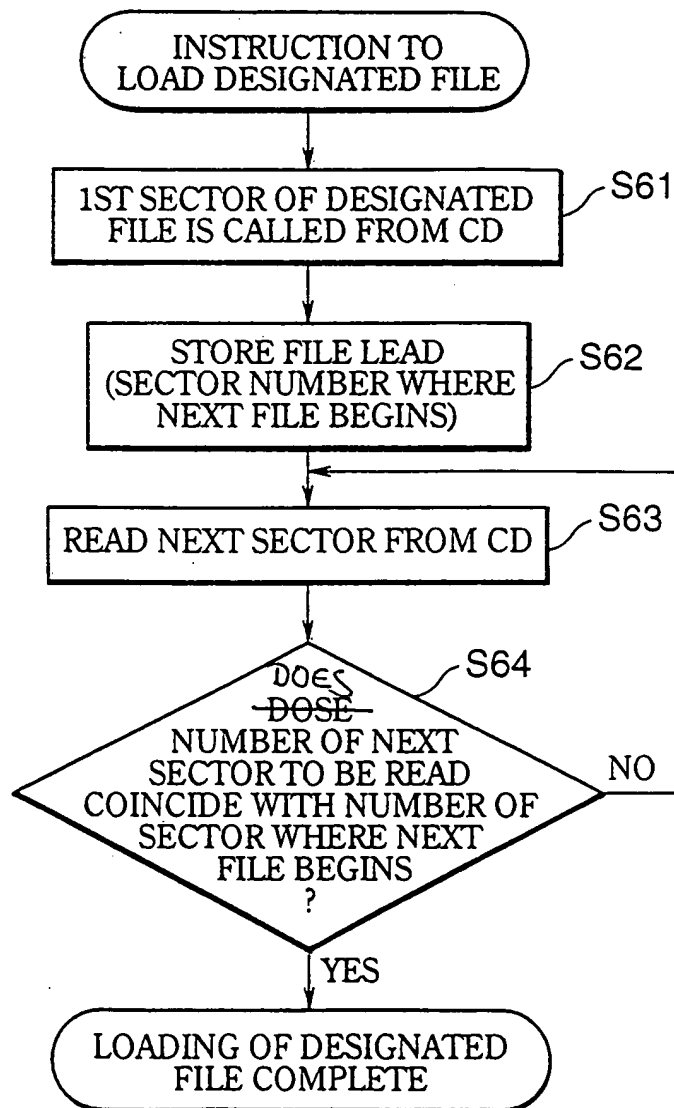 INSTRUCTION TO
LOAD DESIGNATED FILE
1ST SECTOR OF DESIGNATED
FILE IS CALLED FROM CD
S61
STORE FILE LEAD
(SECTOR NUMBER WHERE
NEXT FILE BEGINS)
S62
READ NEXT SECTOR FROM CD
S63
S64
DOES
DOSE
NUMBER OF NEXT
SECTOR TO BE READ
COINCIDE WITH NUMBER OF
SECTOR WHERE NEXT
FILE BEGINS
?
NO
YES
LOADING OF DESIGNATED
FILE COMPLETE